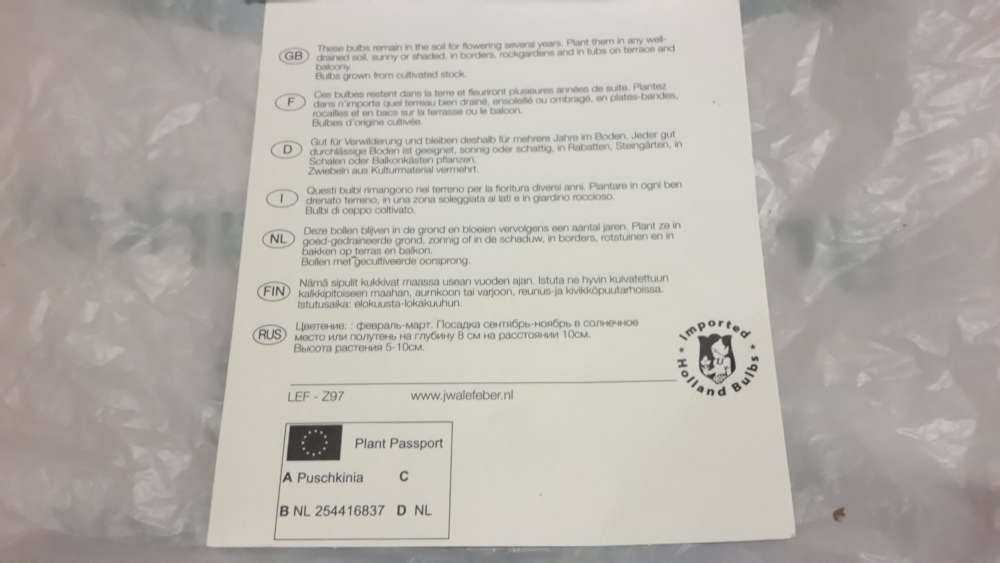 GB
These bulbs remain in the soil for flowering several years. Plant them in any well-
drained soil, sunny or shaded, in borders, rockgardens and in tubs on terrace and
balcony.
Bulbs grown from cultivated stock.
F
Ces bulbes restent dans la terre et fleuriront plusieures années de suite. Plantez
dans n'importe quel terreau bien drainé, ensoleillé ou ombragé, en plates-bandes,
rocailles et en bacs sur la terrasse ou le balcon.
Bulbes d'origine cultivée.
D
Gut für Verwilderung und bleiben deshalb für mehrere Jahre im Boden. Jeder gut
durchlässige Boden ist geeignet, sonnig oder schattig, in Rabatten, Steingärten, in
Schalen oder Balkonkästen pflanzen.
Zwiebeln aus Kulturmaterial vermehrt.
I
Questi bulbi rimangono nel terreno per la fioritura diversi anni. Piantare in ogni ben
drenato terreno, in una zona soleggiata ai lati e in giardino roccioso.
Bulbi di ceppo coltivato.
NL
Deze bollen blijven in de grond en bloeien vervolgens een aantal jaren. Plant ze in
goed-gedraineerde grond, zonnig of in de schaduw, in borders, rotstuinen en in
bakken op terras en balkon.
Bollen met gecultiveerde oorsprong.
FIN
Nämä sipulit kukkivat maassa usean vuoden ajan. Istuta ne hyvin kuivatettuun
kalkkipitoiseen maahan, aurinkoon tai varjoon, reunus-ja kivikköpuutarhoissa.
Istutusaika: elokuusta-lokakuuhun.
RUS
Цветение: : февраль-март. Посадка сентябрь-ноябрь в солнечное
место или полутень на глубину 8 см на расстоянии 10см.
Высота растения 5-10см.
Imported
Holland Bulbs
LEF - Z97 www.jwalefeber.nl
Plant Passport
A Puschkinia C
B NL 254416837 D NL